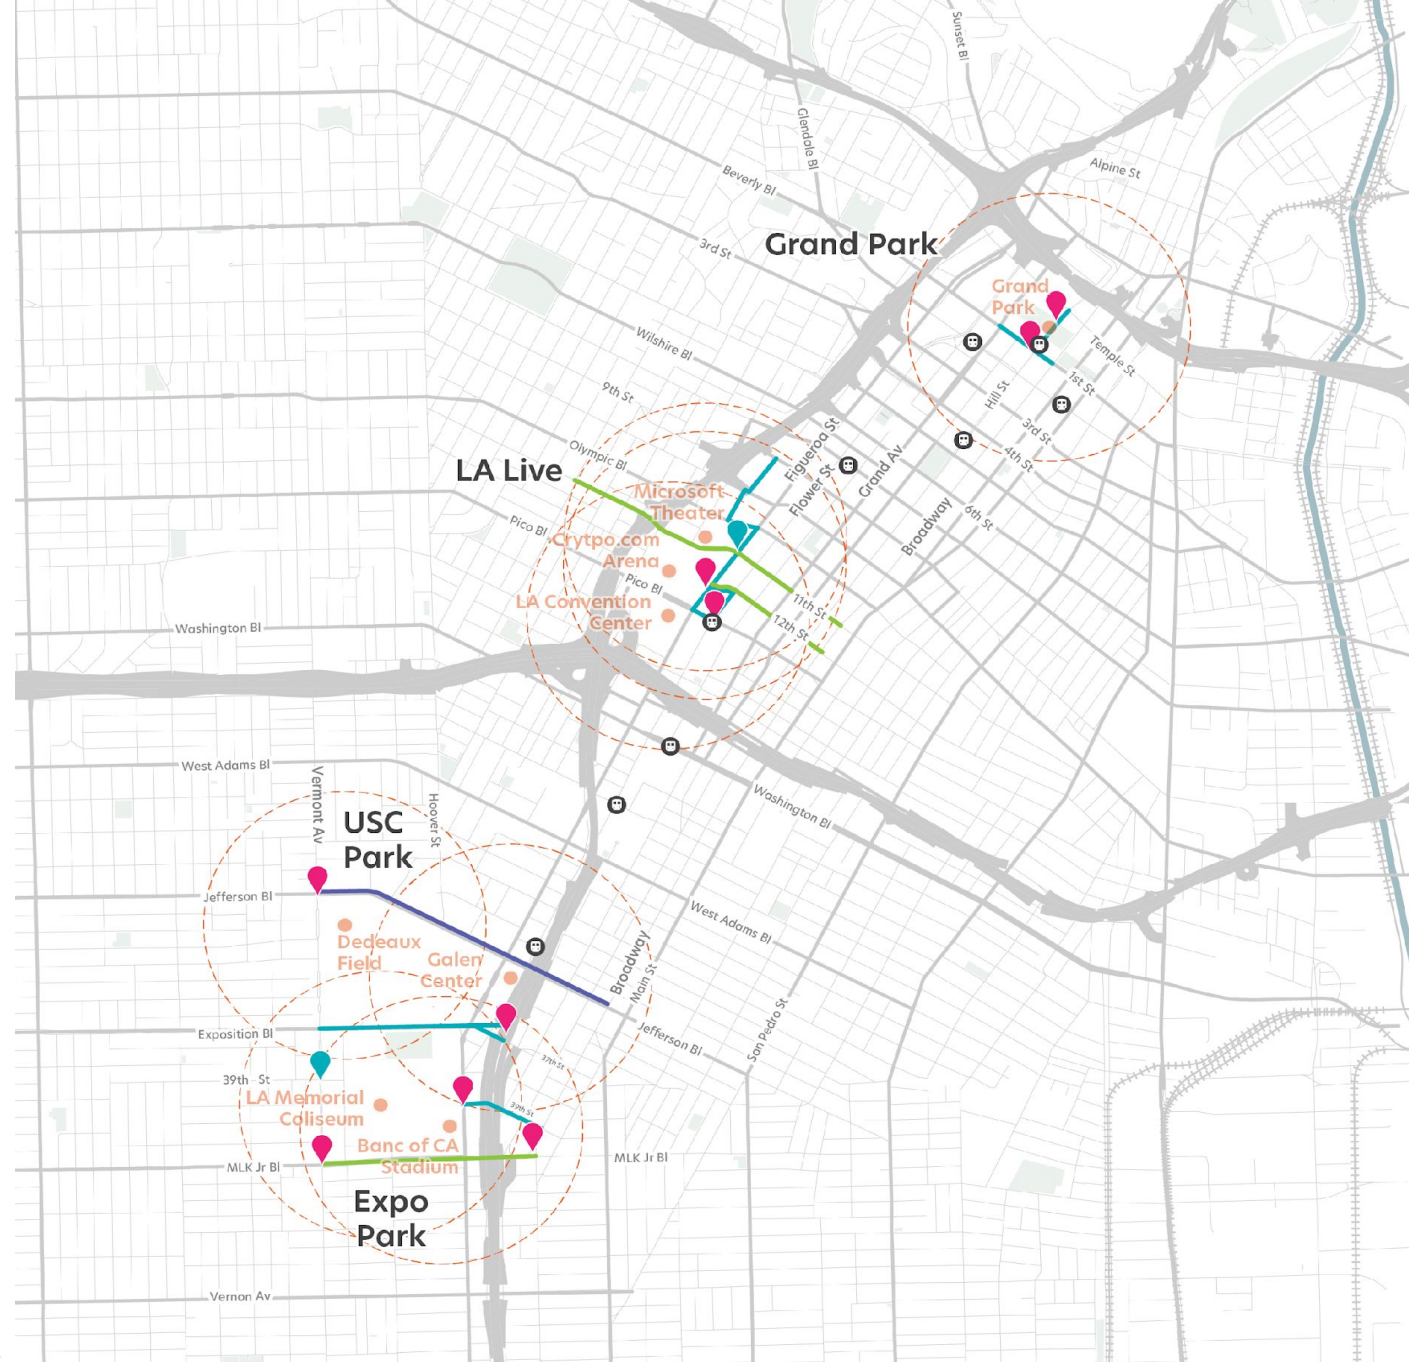 Sunset Bl
Glendale Bl
Alpine St
Beverly Bl
3rd St
Grand Park
Grand
Park
Wilshire Bl
Temple St
1st St
Hill St
9th St
3rd St
4th St
Figueroa St
Flower St
Grand Av
Olympic Bl
LA Live
Microsoft
Theater
Pico Bl
6th St
Broadway
Crytpo.com
Arena
Pico Bl
LA Convention
Center
11th St
12th St
Washington Bl
West Adams Bl
Vermont Av
Hoover St
Washington Bl
USC
Park
Jefferson Bl
West Adams Bl
Dedeaux
Field
Galen
Center
Broadway
Main St
Exposition Bl
Jefferson Bl
San Pedro St
37th St
39th St
LA Memorial
Coliseum
39th St
Banc of CA
Stadium
MLK Jr Bl
MLK Jr Bl
Expo
Park
Vernon Av